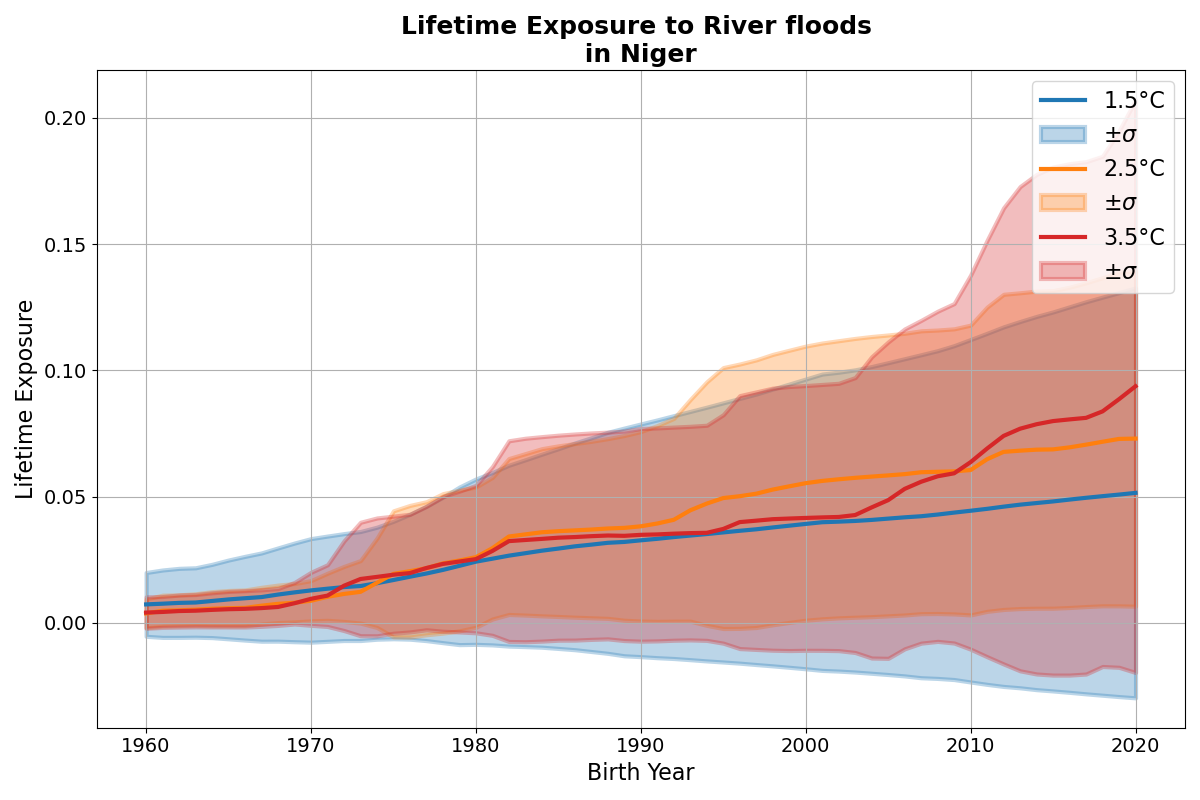 Lifetime Exposure to River floods
in Niger
1.5°C
±σ
2.5°C
±σ
3.5°C
±σ
Lifetime Exposure
0.20
0.15
0.10
0.05
0.00
1960 1970 1980 1990 2000 2010 2020
Birth Year